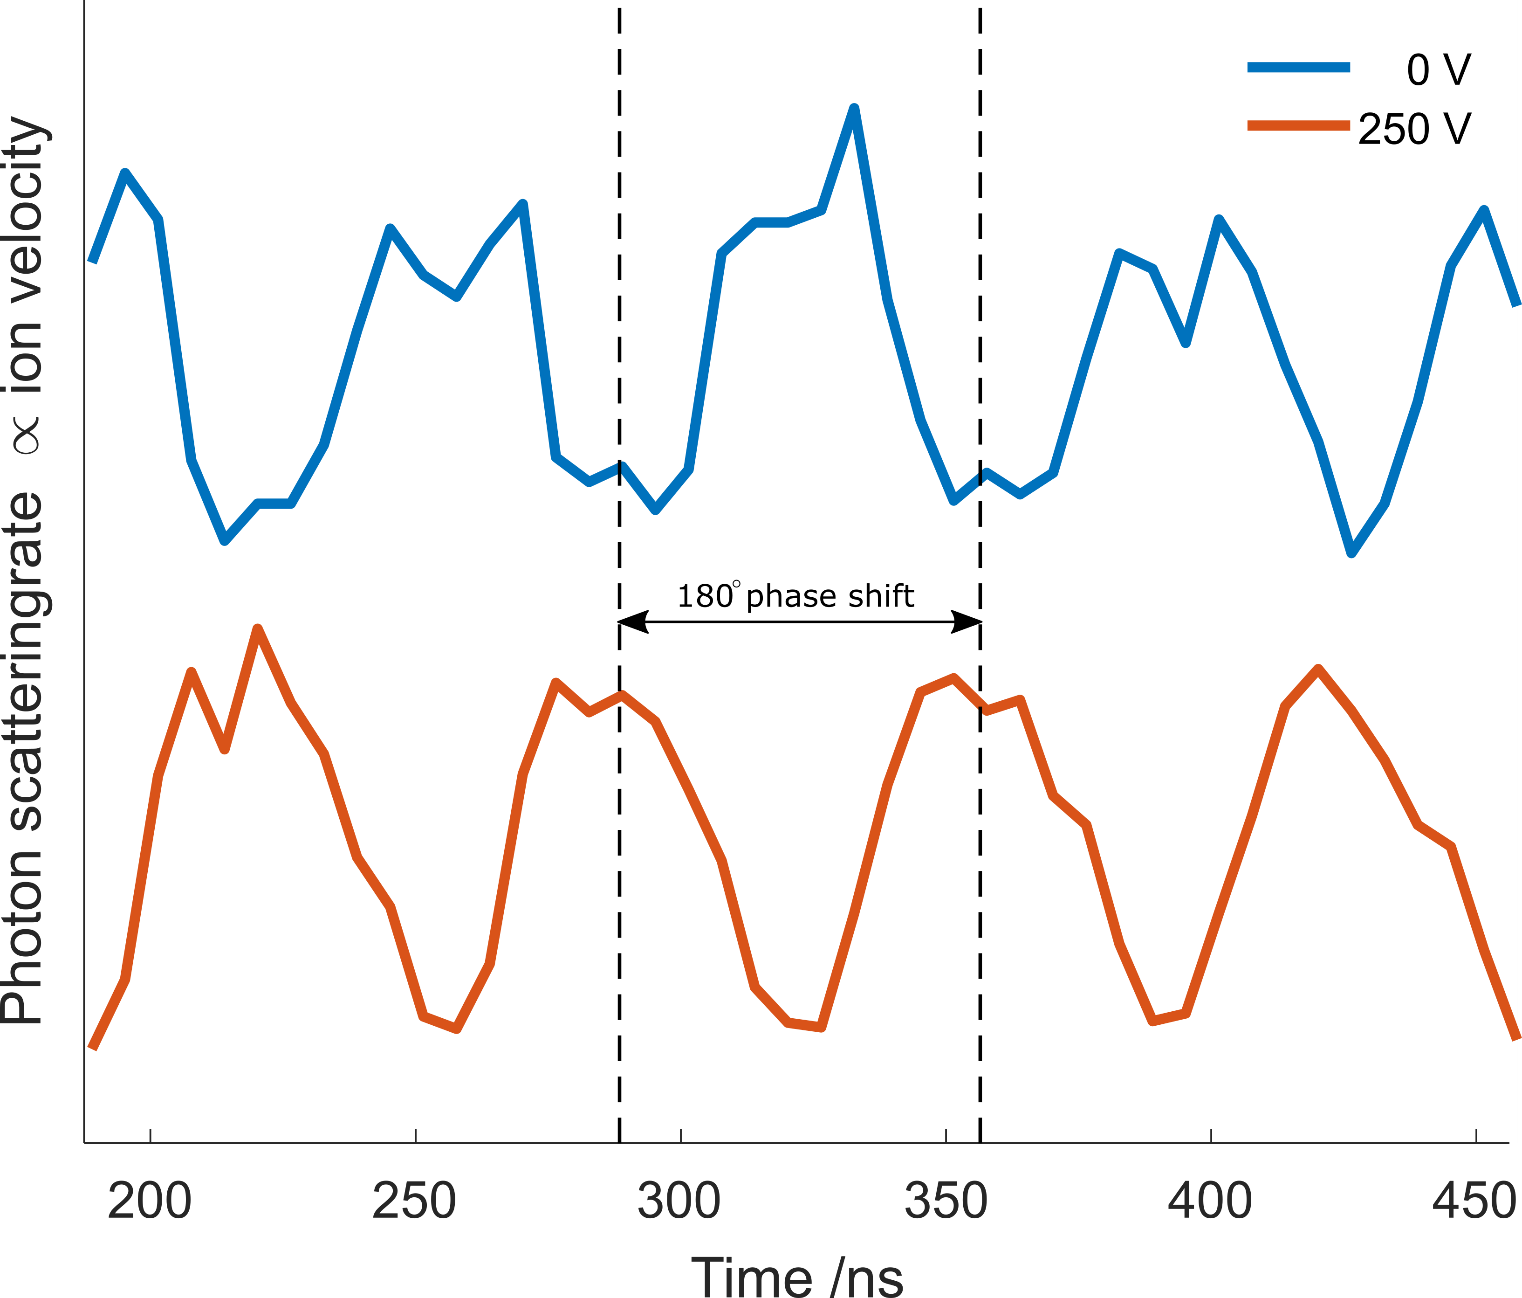 Photon scatteringrate ∝ ion velocity
0 V
250 V
180° phase shift
200 250 300 350 400 450
Time /ns